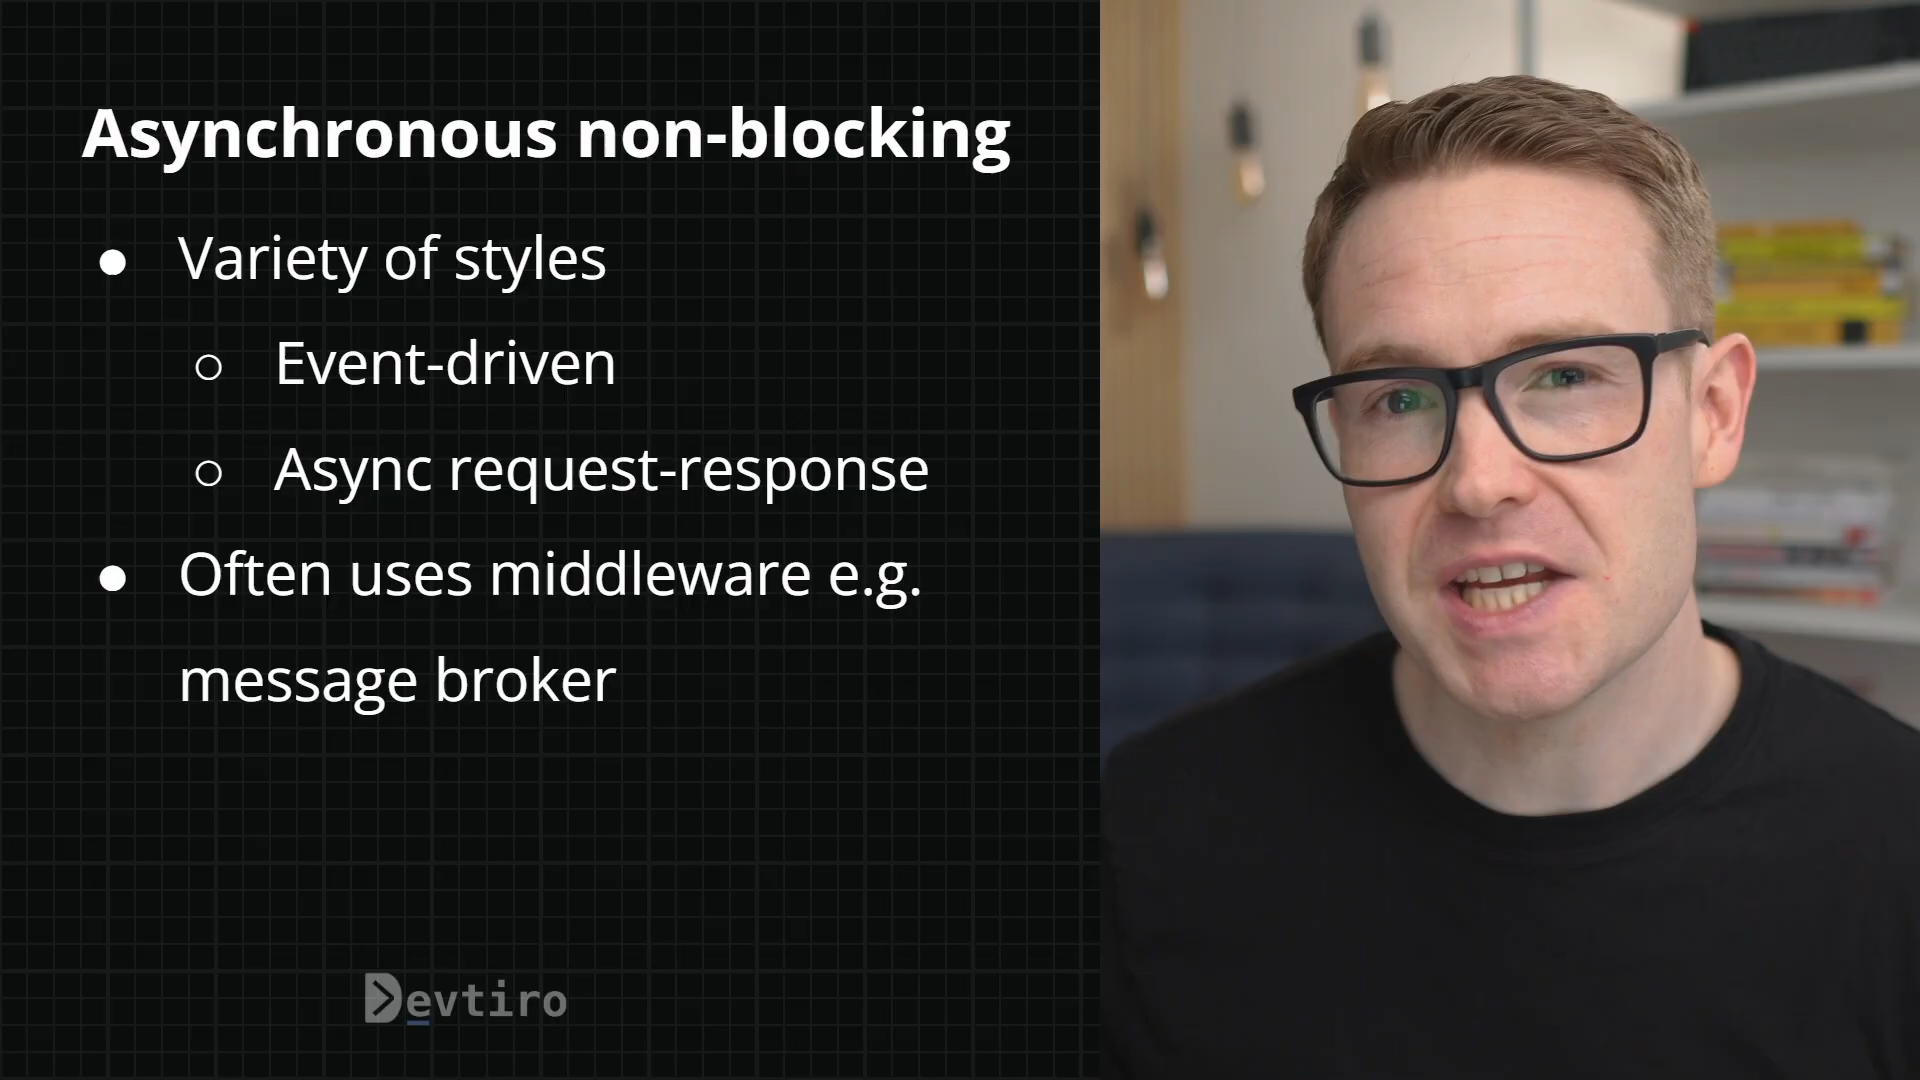 Asynchronous non-blocking
● Variety of styles
○ Event-driven
○ Async request-response
● Often uses middleware e.g.
message broker
Devtiro